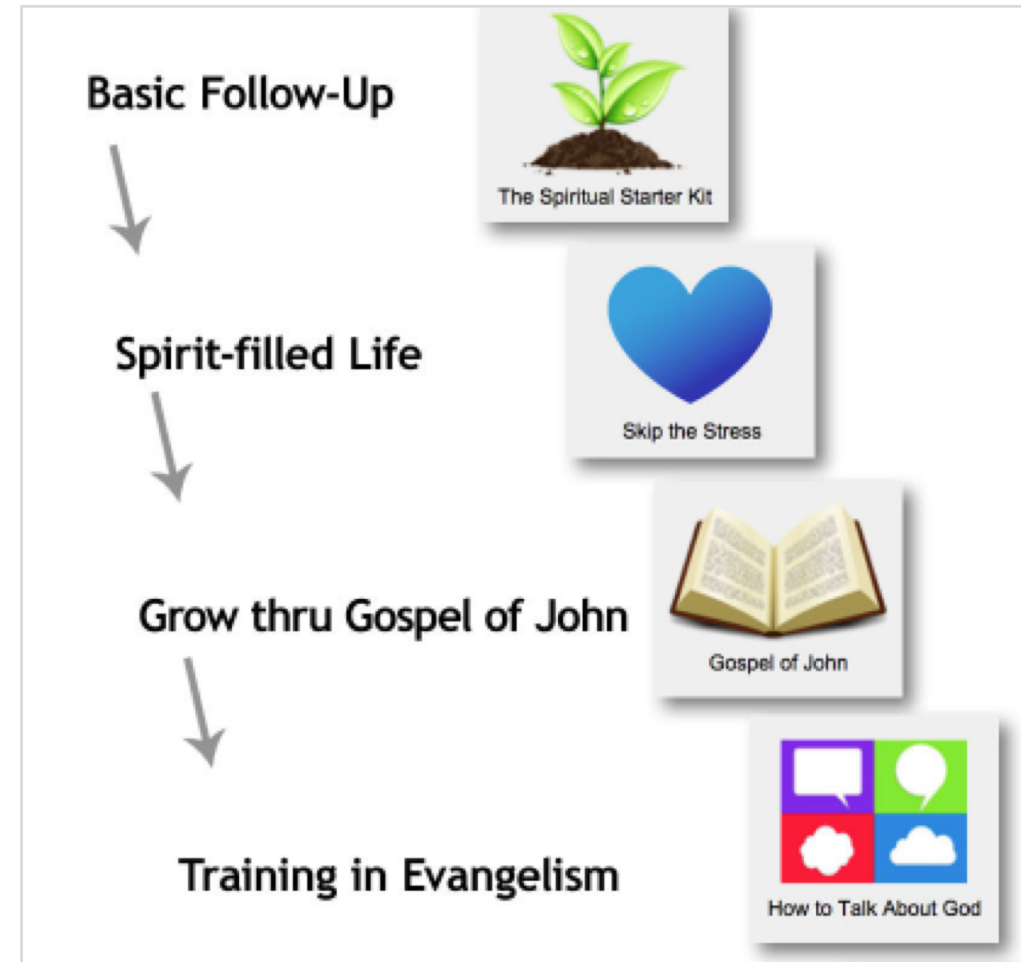 Basic Follow-Up
The Spiritual Starter Kit
Spirit-filled Life
Skip the Stress
Grow thru Gospel of John
Gospel of John
Training in Evangelism
How to Talk About God